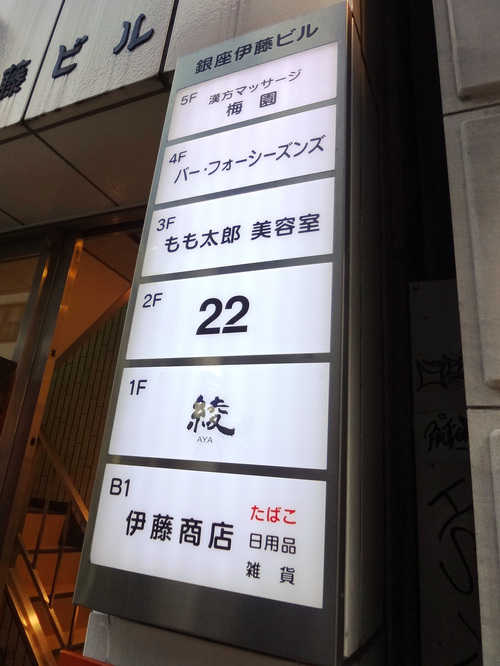 藤ビル
銀座伊藤ビル
5F 漢方マッサージ
梅園
4F
バー・フォーシーズンズ
3F
もも太郎 美容室
2F
22
1F
綾
AYA
B1
伊藤商店
たばこ
日用品
雑貨